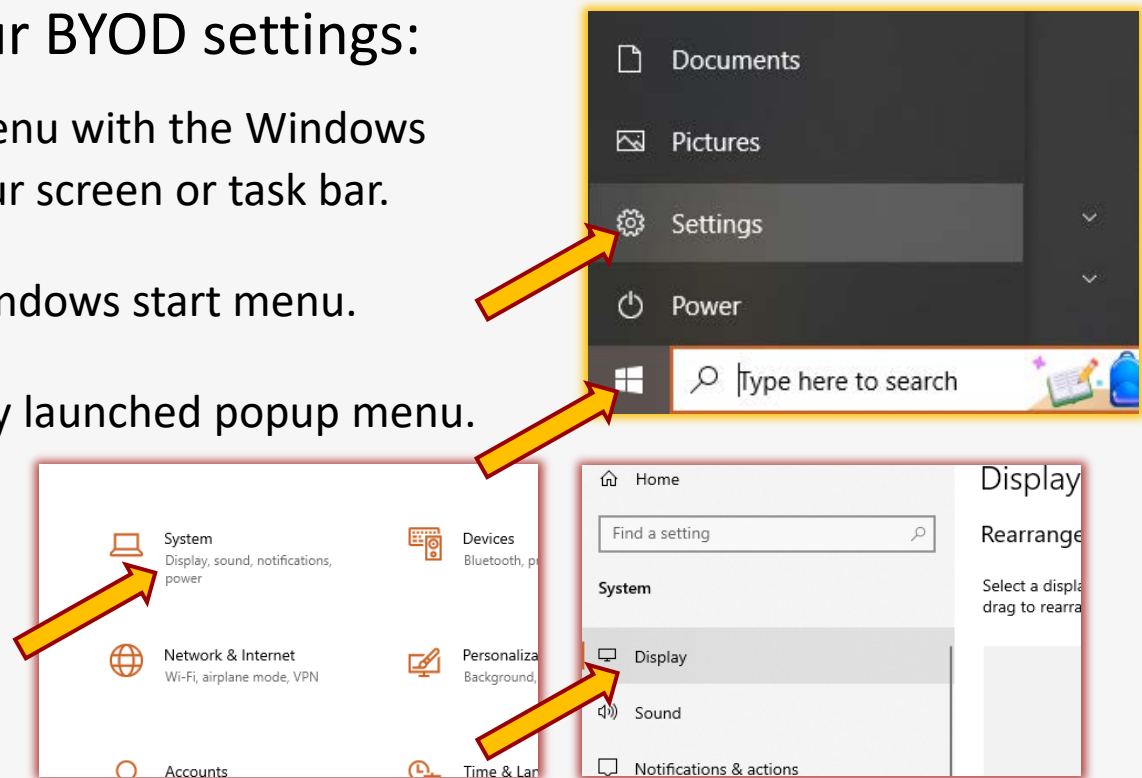 ur BYOD settings:
enu with the Windows
ur screen or task bar.
ndows start menu.
y launched popup menu.
Documents
Pictures
Settings
Power
Type here to search
System
Display, sound, notifications,
power
Devices
Bluetooth, p
Network & Internet
Wi-Fi, airplane mode, VPN
Personaliza
Background,
Accounts
Time & Lan
Home
Find a setting
System
Display
Sound
Notifications & actions
Display
Rearrange
Select a displa
drag to rearra